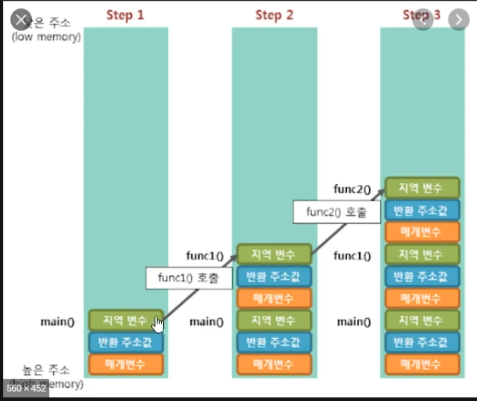 Step 1
Step 2
Step 3
주소
(low memory)
func2()
지역 변수
func2() 호출
반환 주소값
매개변수
func1()
지역 변수
func1()
지역 변수
func1() 호출
반환 주소값
반환 주소값
매개변수
매개변수
main()
지역 변수
main()
지역 변수
main()
지역 변수
반환 주소값
반환 주소값
반환 주소값
높은 주소
매개변수
매개변수
매개변수
(high memory)
560 × 452